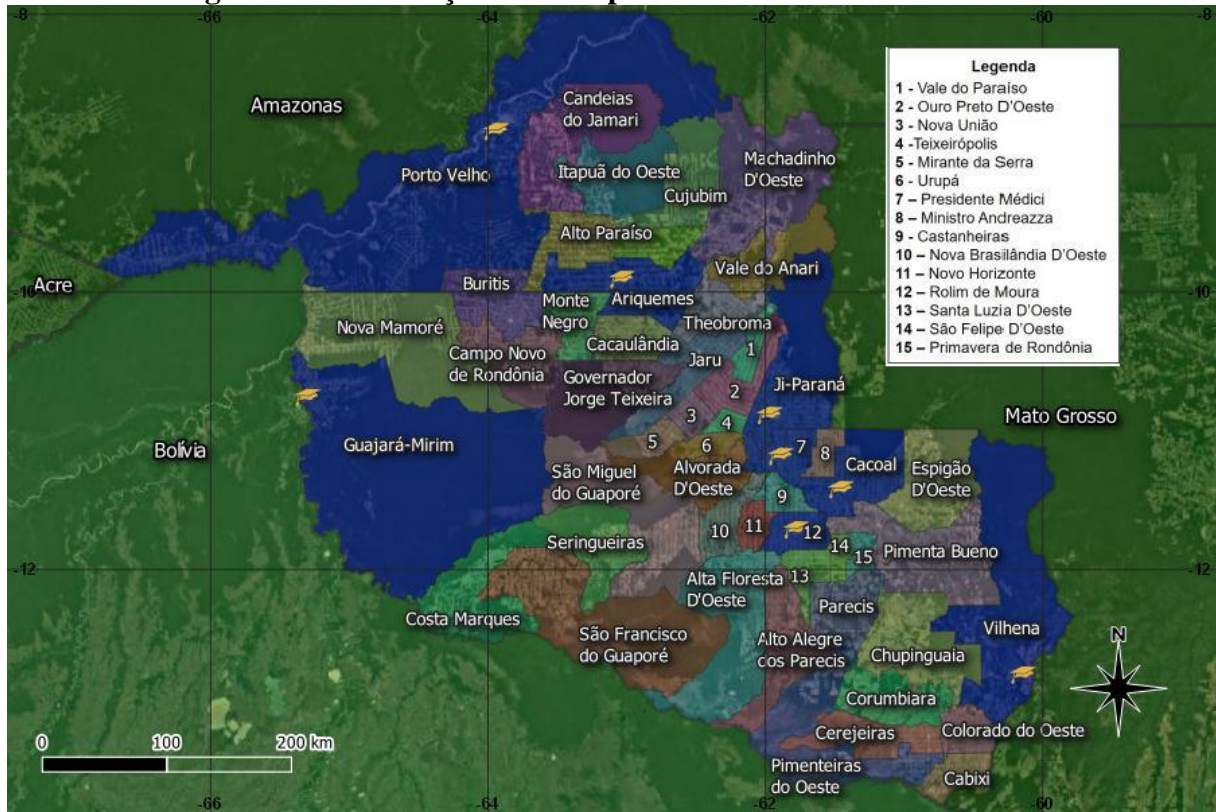 -8
-66
-64
-62
-60
-8
Amazonas
Candeias
do Jamari
Porto Velho
Itapuã do Oeste
Machadinho
D'Oeste
Cujubim
Alto Paraíso
Vale do Anari
Acre
-10
-10
Buritis
Monte
Negro
Ariquemes
Nova Mamoré
Theobroma
Cacaulândia
Campo Novo
de Rondônia
Jaru
1
Governador
Jorge Teixeira
Ji-Paraná
2
3
4
Mato Grosso
Bolívia
Guajará-Mirim
5
6
7
8
Cacoal
Espigão
D'Oeste
São Miguel
do Guaporé
Alvorada
D'Oeste
9
10
11
12
Seringueiras
14
15
Pimenta Bueno
-12
-12
13
Alta Floresta
D'Oeste
Parecis
Costa Marques
São Francisco
do Guaporé
Alto Alegre
dos Parecis
Vilhena
Chupinguaia
N
Corumbiara
Cerejeiras
Colorado do Oeste
Pimenteiras
do Oeste
Cabixi
0
100
200 km
-66
-64
-62
-60
Legenda
1 - Vale do Paraíso
2 - Ouro Preto D'Oeste
3 - Nova União
4 -Teixeirópolis
5 - Mirante da Serra
6 - Urupá
7 – Presidente Médici
8 – Ministro Andreazza
9 - Castanheiras
10 – Nova Brasilândia D'Oeste
11 – Novo Horizonte
12 – Rolim de Moura
13 – Santa Luzia D'Oeste
14 – São Felipe D'Oeste
15 – Primavera de Rondônia